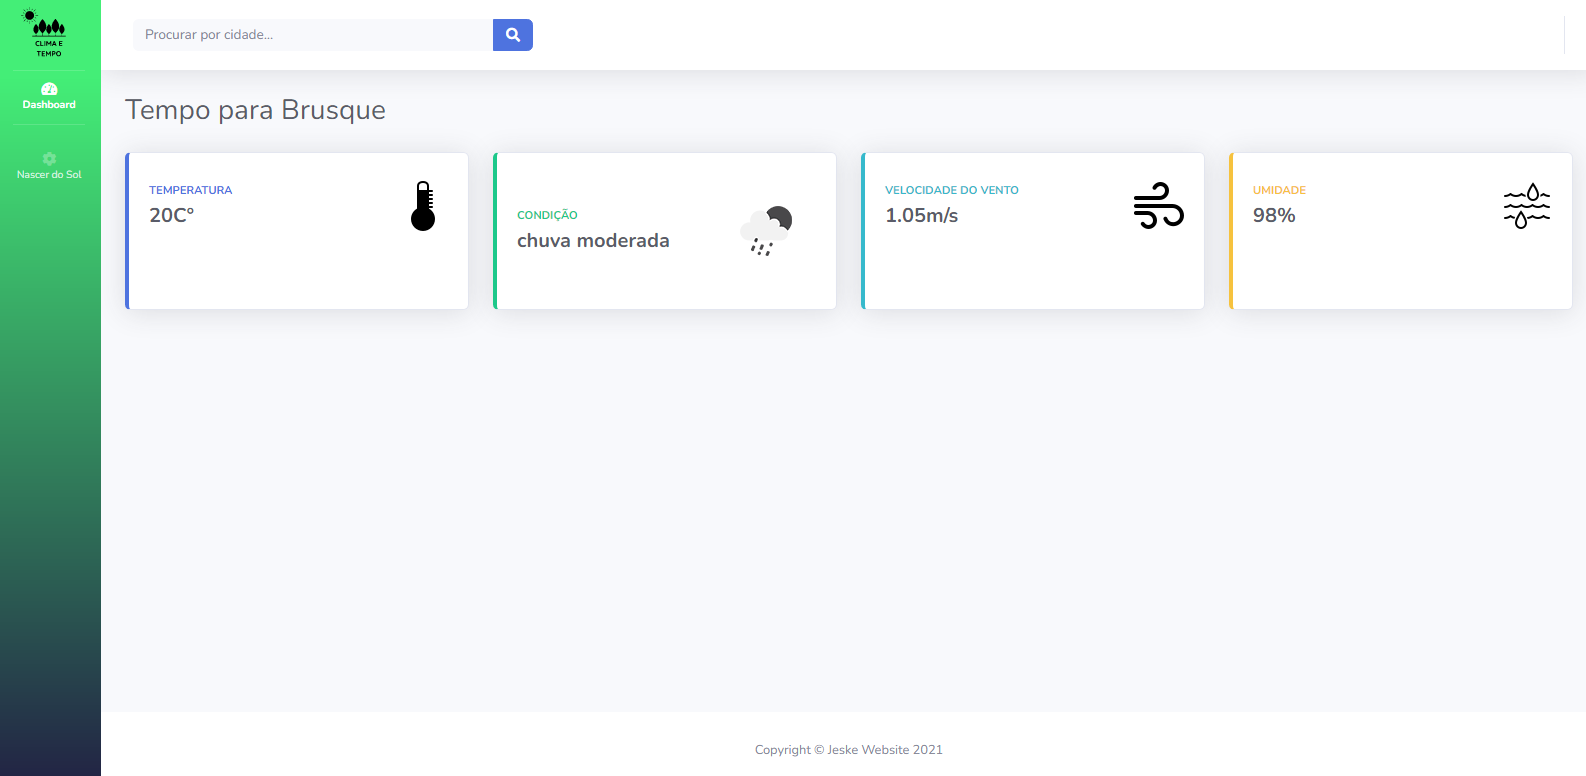 CLIMA E
TEMPO
Dashboard
Nascer do Sol
Procurar por cidade...
Tempo para Brusque
TEMPERATURA
20Cº
CONDIÇÃO
chuva moderada
VELOCIDADE DO VENTO
1.05m/s
UMIDADE
98%
Copyright © Jeske Website 2021